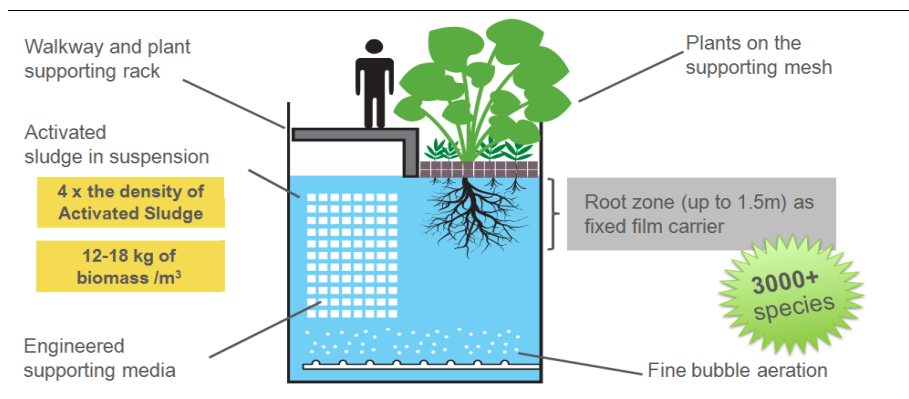 Walkway and plant
supporting rack
Plants on the
supporting mesh
Activated
sludge in suspension
4 x the density of
Activated Sludge
12-18 kg of
biomass /m³
Root zone (up to 1.5m) as
fixed film carrier
3000+
species
Engineered
supporting media
Fine bubble aeration